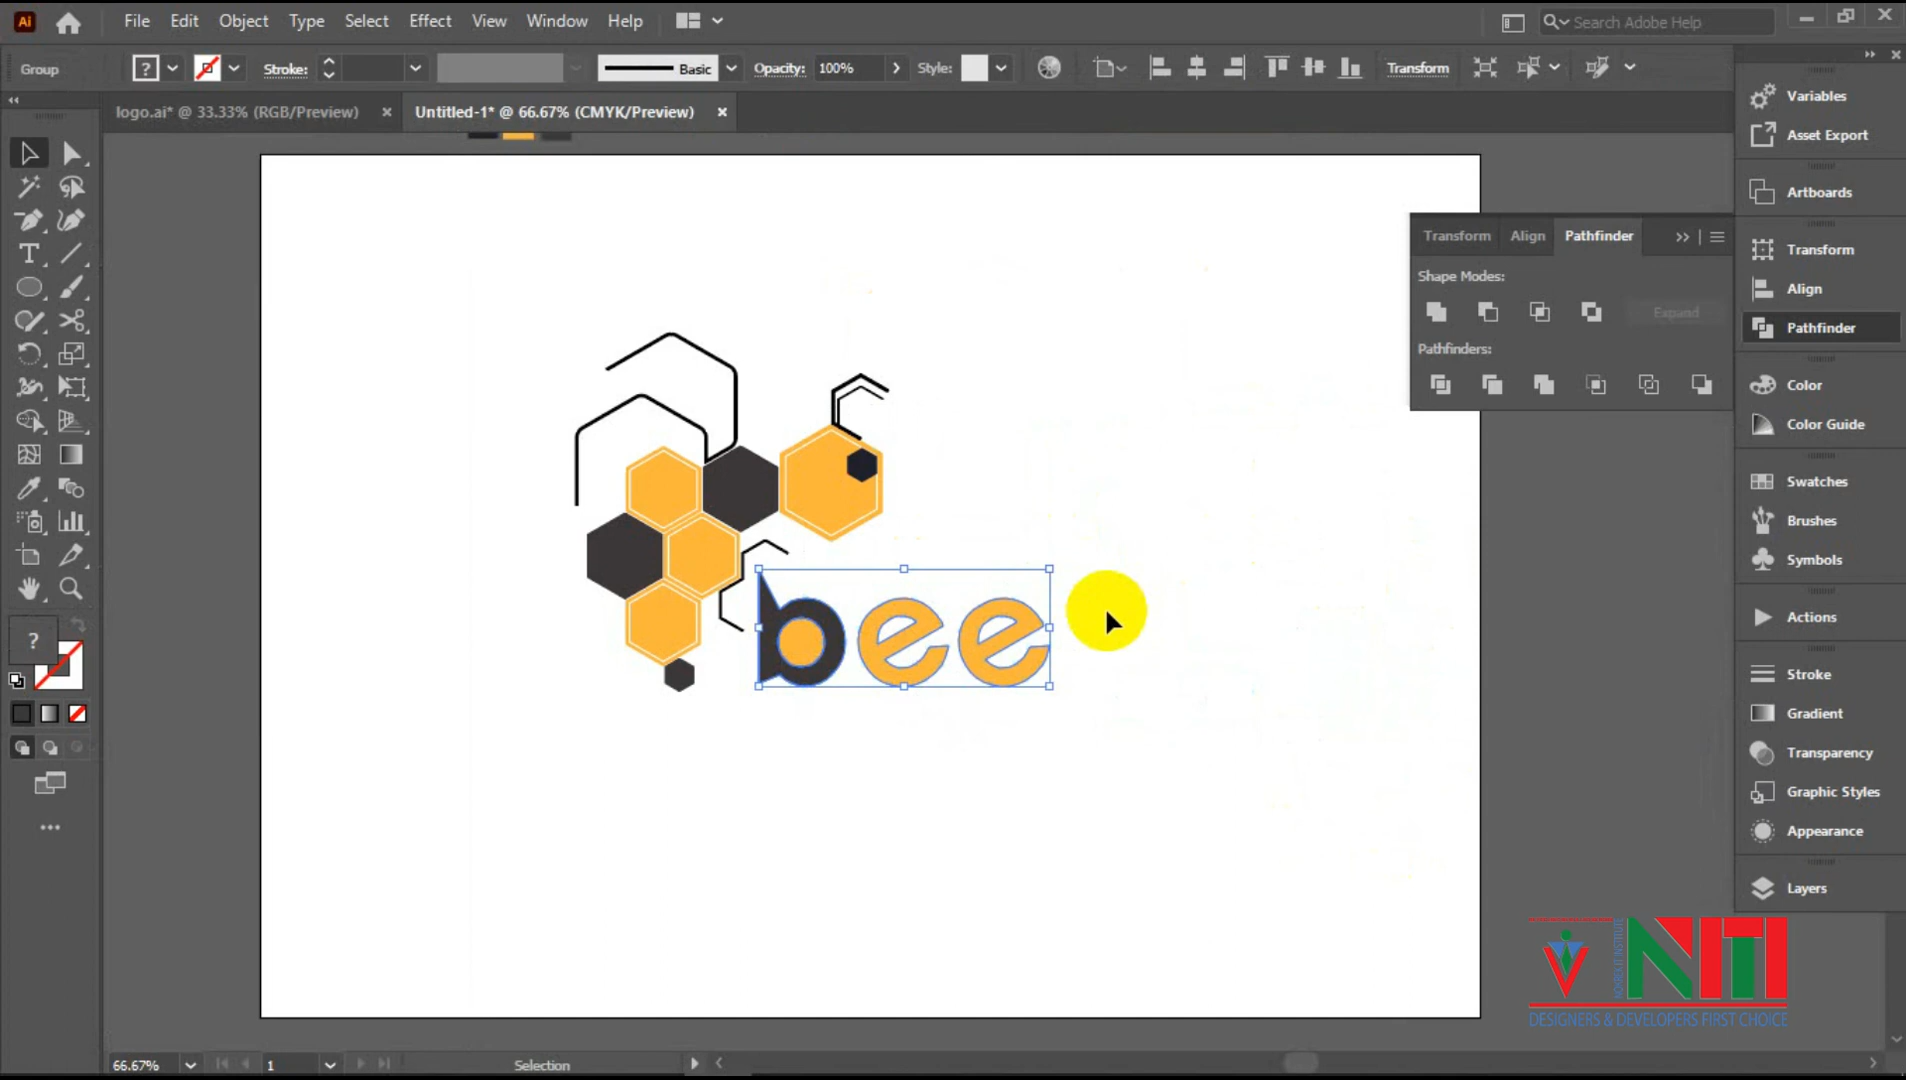 Ai File Edit Object Type Select Effect View Window Help Search Adobe Help
Group ? Stroke: Basic Opacity: 100% Style: Transform
logo.ai* @ 33.33% (RGB/Preview) × Untitled-1* @ 66.67% (CMYK/Preview) ×
Variables
Asset Export
Artboards
Transform Align Pathfinder
Shape Modes:
Expand
Pathfinders:
Transform
Align
Pathfinder
Color
Color Guide
Swatches
Brushes
Symbols
Actions
Stroke
Gradient
Transparency
Graphic Styles
Appearance
Layers
T
?
bee
NITI
DESIGNERS & DEVELOPERS FIRST CHOICE
66.67% 1 Selection